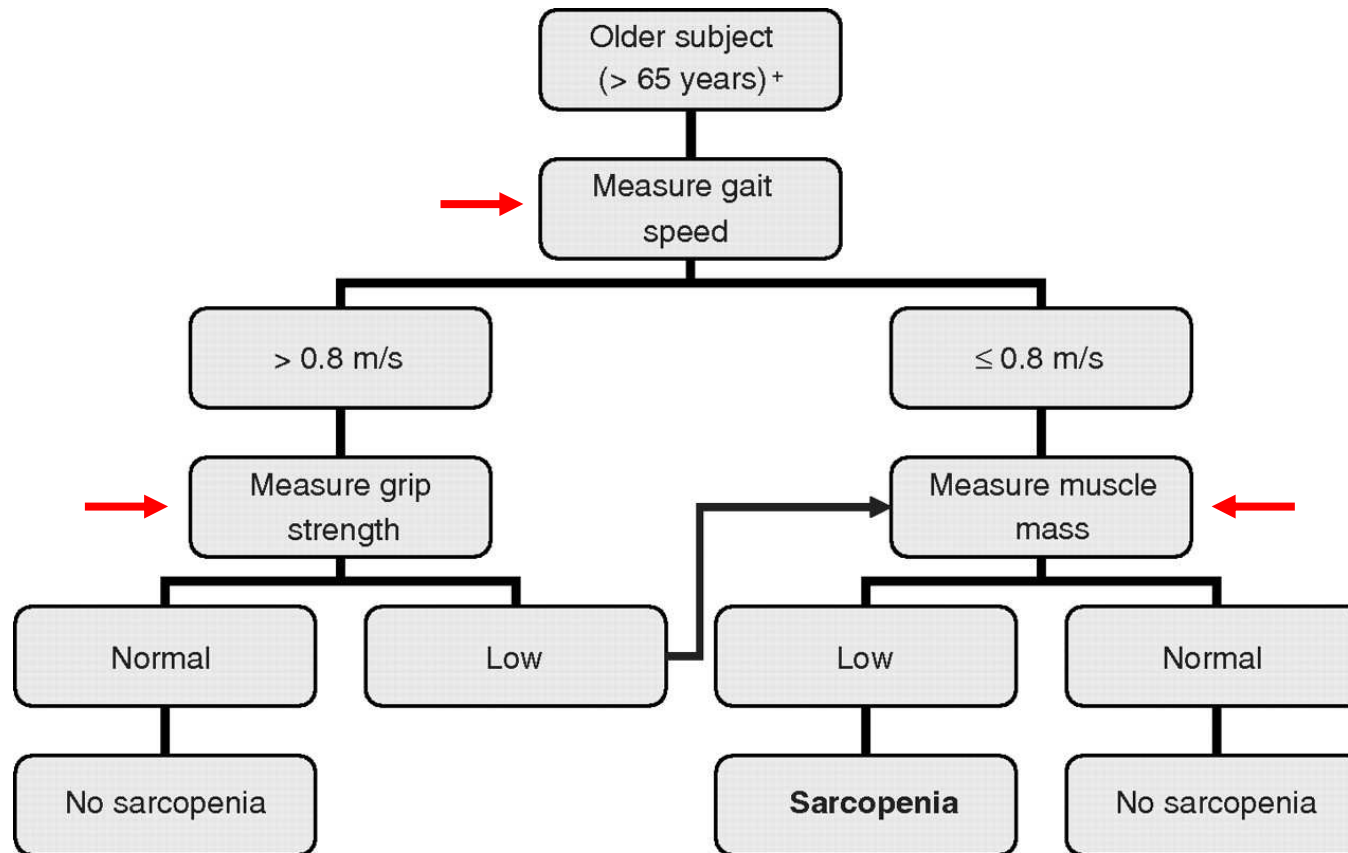 Older subject
(> 65 years)⁺
Measure gait
speed
> 0.8 m/s
≤ 0.8 m/s
Measure grip
strength
Measure muscle
mass
Normal
Low
Low
Normal
No sarcopenia
Sarcopenia
No sarcopenia